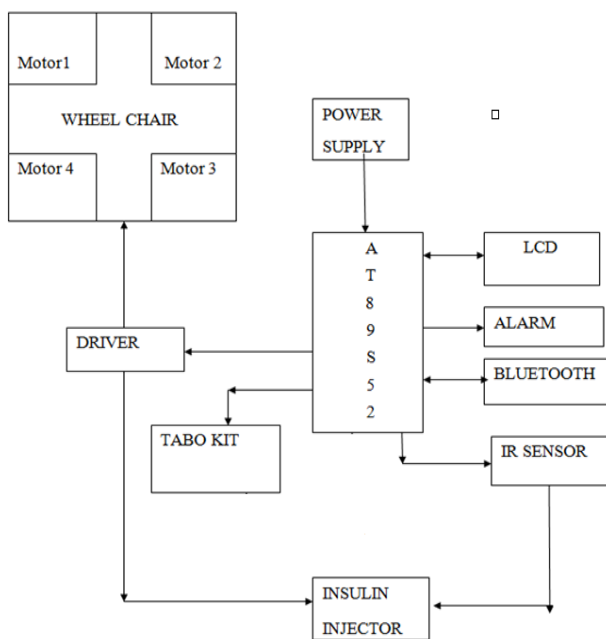 Motor1
Motor 2
WHEEL CHAIR
Motor 4
Motor 3
POWER
SUPPLY
A
T
8
9
S
5
2
LCD
ALARM
BLUETOOTH
DRIVER
TABO KIT
IR SENSOR
INSULIN
INJECTOR